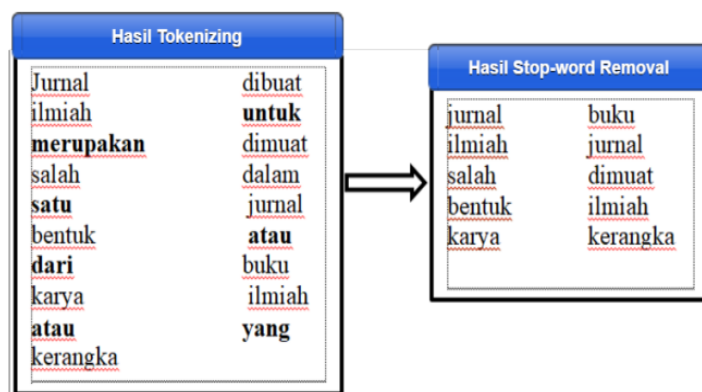 Hasil Tokenizing
Jurnal
ilmiah
merupakan
salah
satu
bentuk
dari
karya
atau
kerangka
dibuat
untuk
dimuat
dalam
jurnal
atau
buku
ilmiah
yang
Hasil Stop-word Removal
jurnal
ilmiah
salah
bentuk
karya
buku
jurnal
dimuat
ilmiah
kerangka